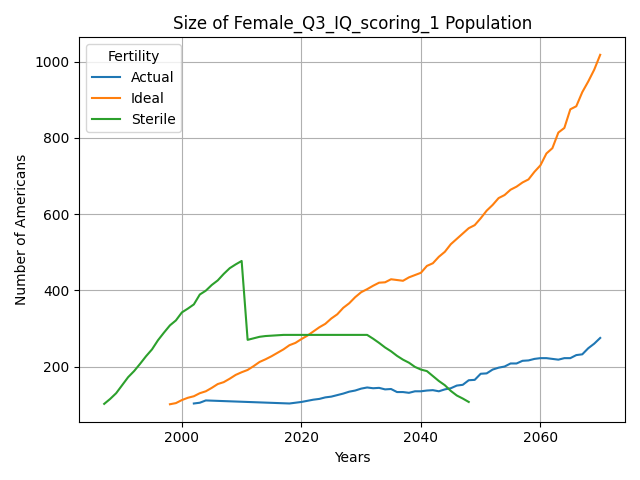 Size of Female_Q3_IQ_scoring_1 Population
Fertility
Actual
Ideal
Sterile
Number of Americans
1000
800
600
400
200
2000
2020
2040
2060
Years